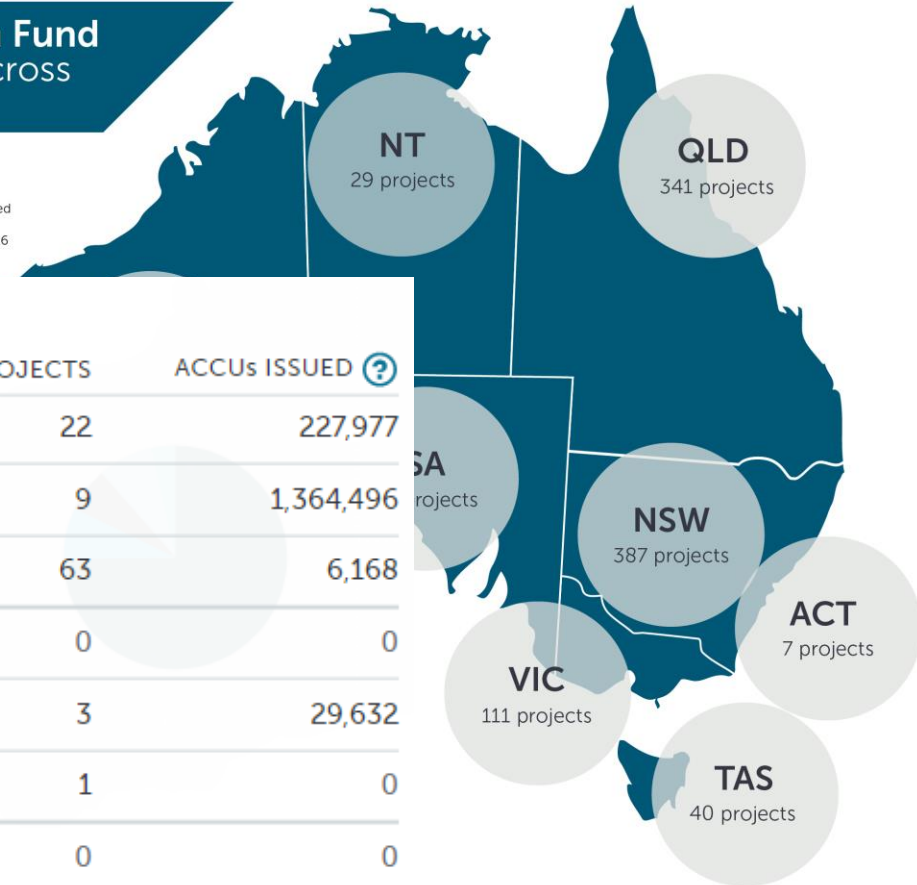 Fund
cross
ed
6
NT
29 projects
QLD
341 projects
OJECTS ACCUs ISSUED ?
22 227,977
9 1,364,496
63 6,168
0 0
3 29,632
1 0
0 0
SA
rojects
NSW
387 projects
ACT
7 projects
VIC
111 projects
TAS
40 projects